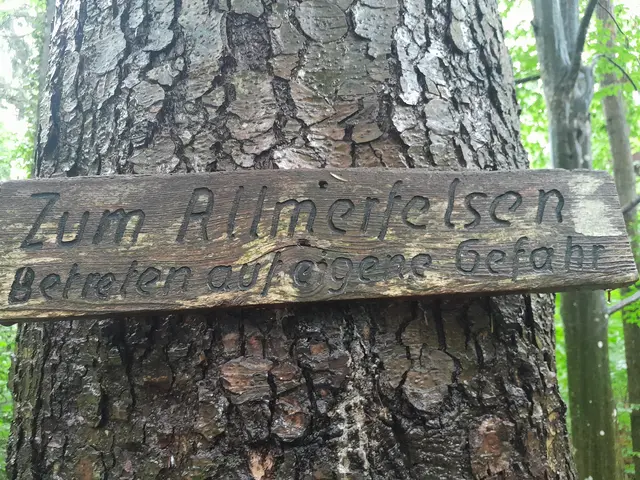 Zum Allmerfelsen
Betreten auf eigene Gefahr